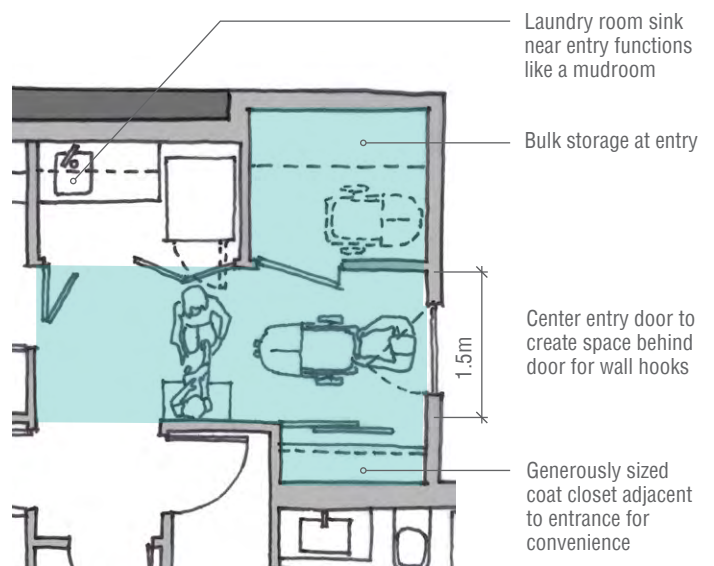 Laundry room sink
near entry functions
like a mudroom
Bulk storage at entry
Center entry door to
create space behind
door for wall hooks
1.5m
Generously sized
coat closet adjacent
to entrance for
convenience